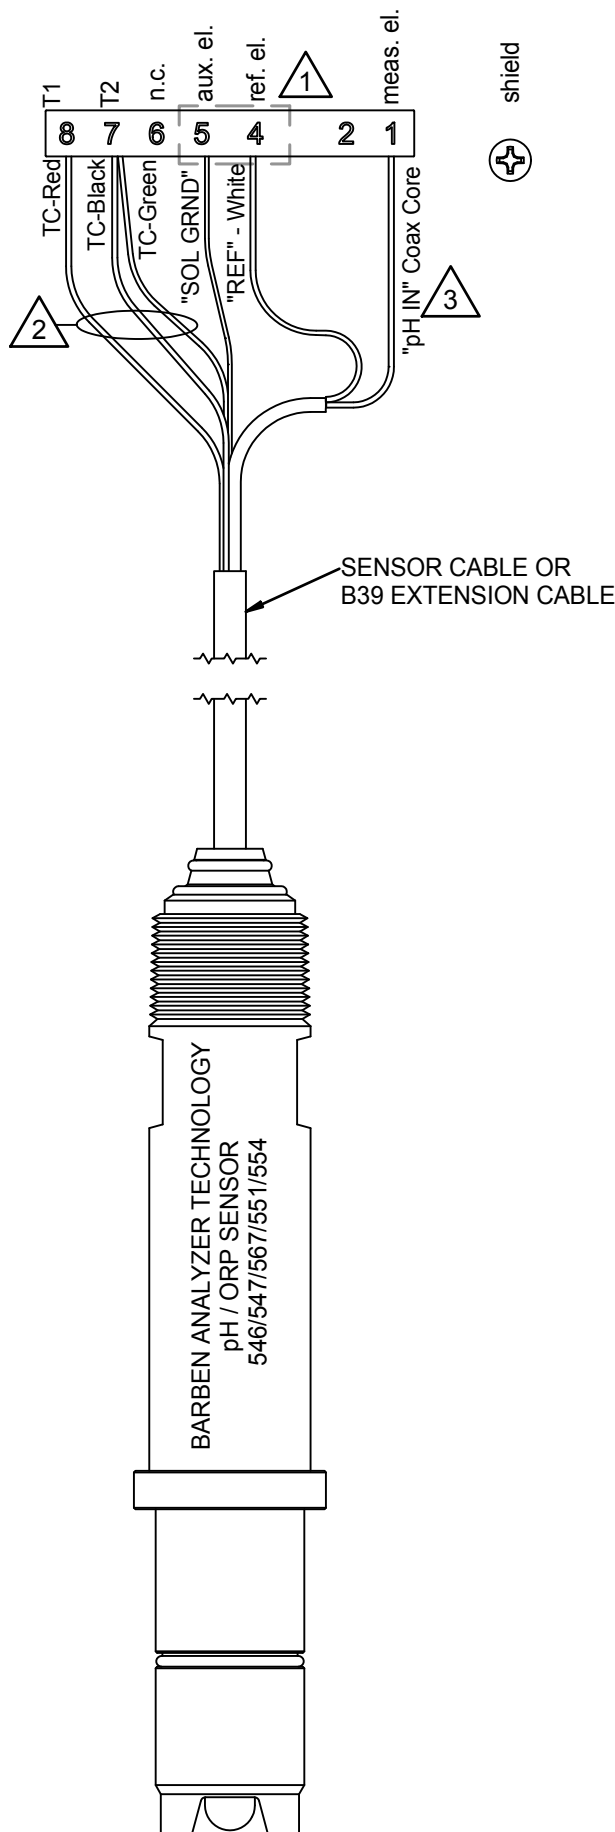 T1
T2
n.c.
aux. el.
ref. el.
meas. el.
shield
1
8 7 6 5 4 2 1
TC-Red
TC-Black
TC-Green
"SOL GRND"
"REF" - White
"pH IN" Coax Core
2
3
SENSOR CABLE OR
B39 EXTENSION CABLE
BARBEN ANALYZER TECHNOLOGY
pH / ORP SENSOR
546/547/567/551/554